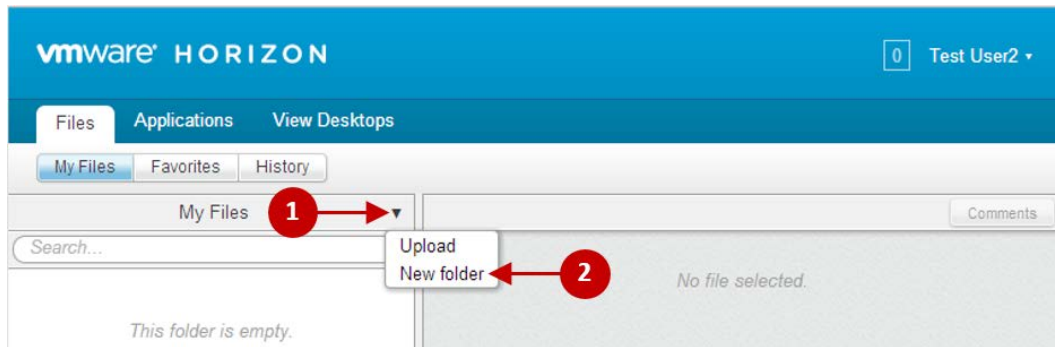 vmware® HORIZON
0 Test User2
Files Applications View Desktops
My Files Favorites History
My Files 1 Comments
Search...
Upload
New folder 2
No file selected.
This folder is empty.